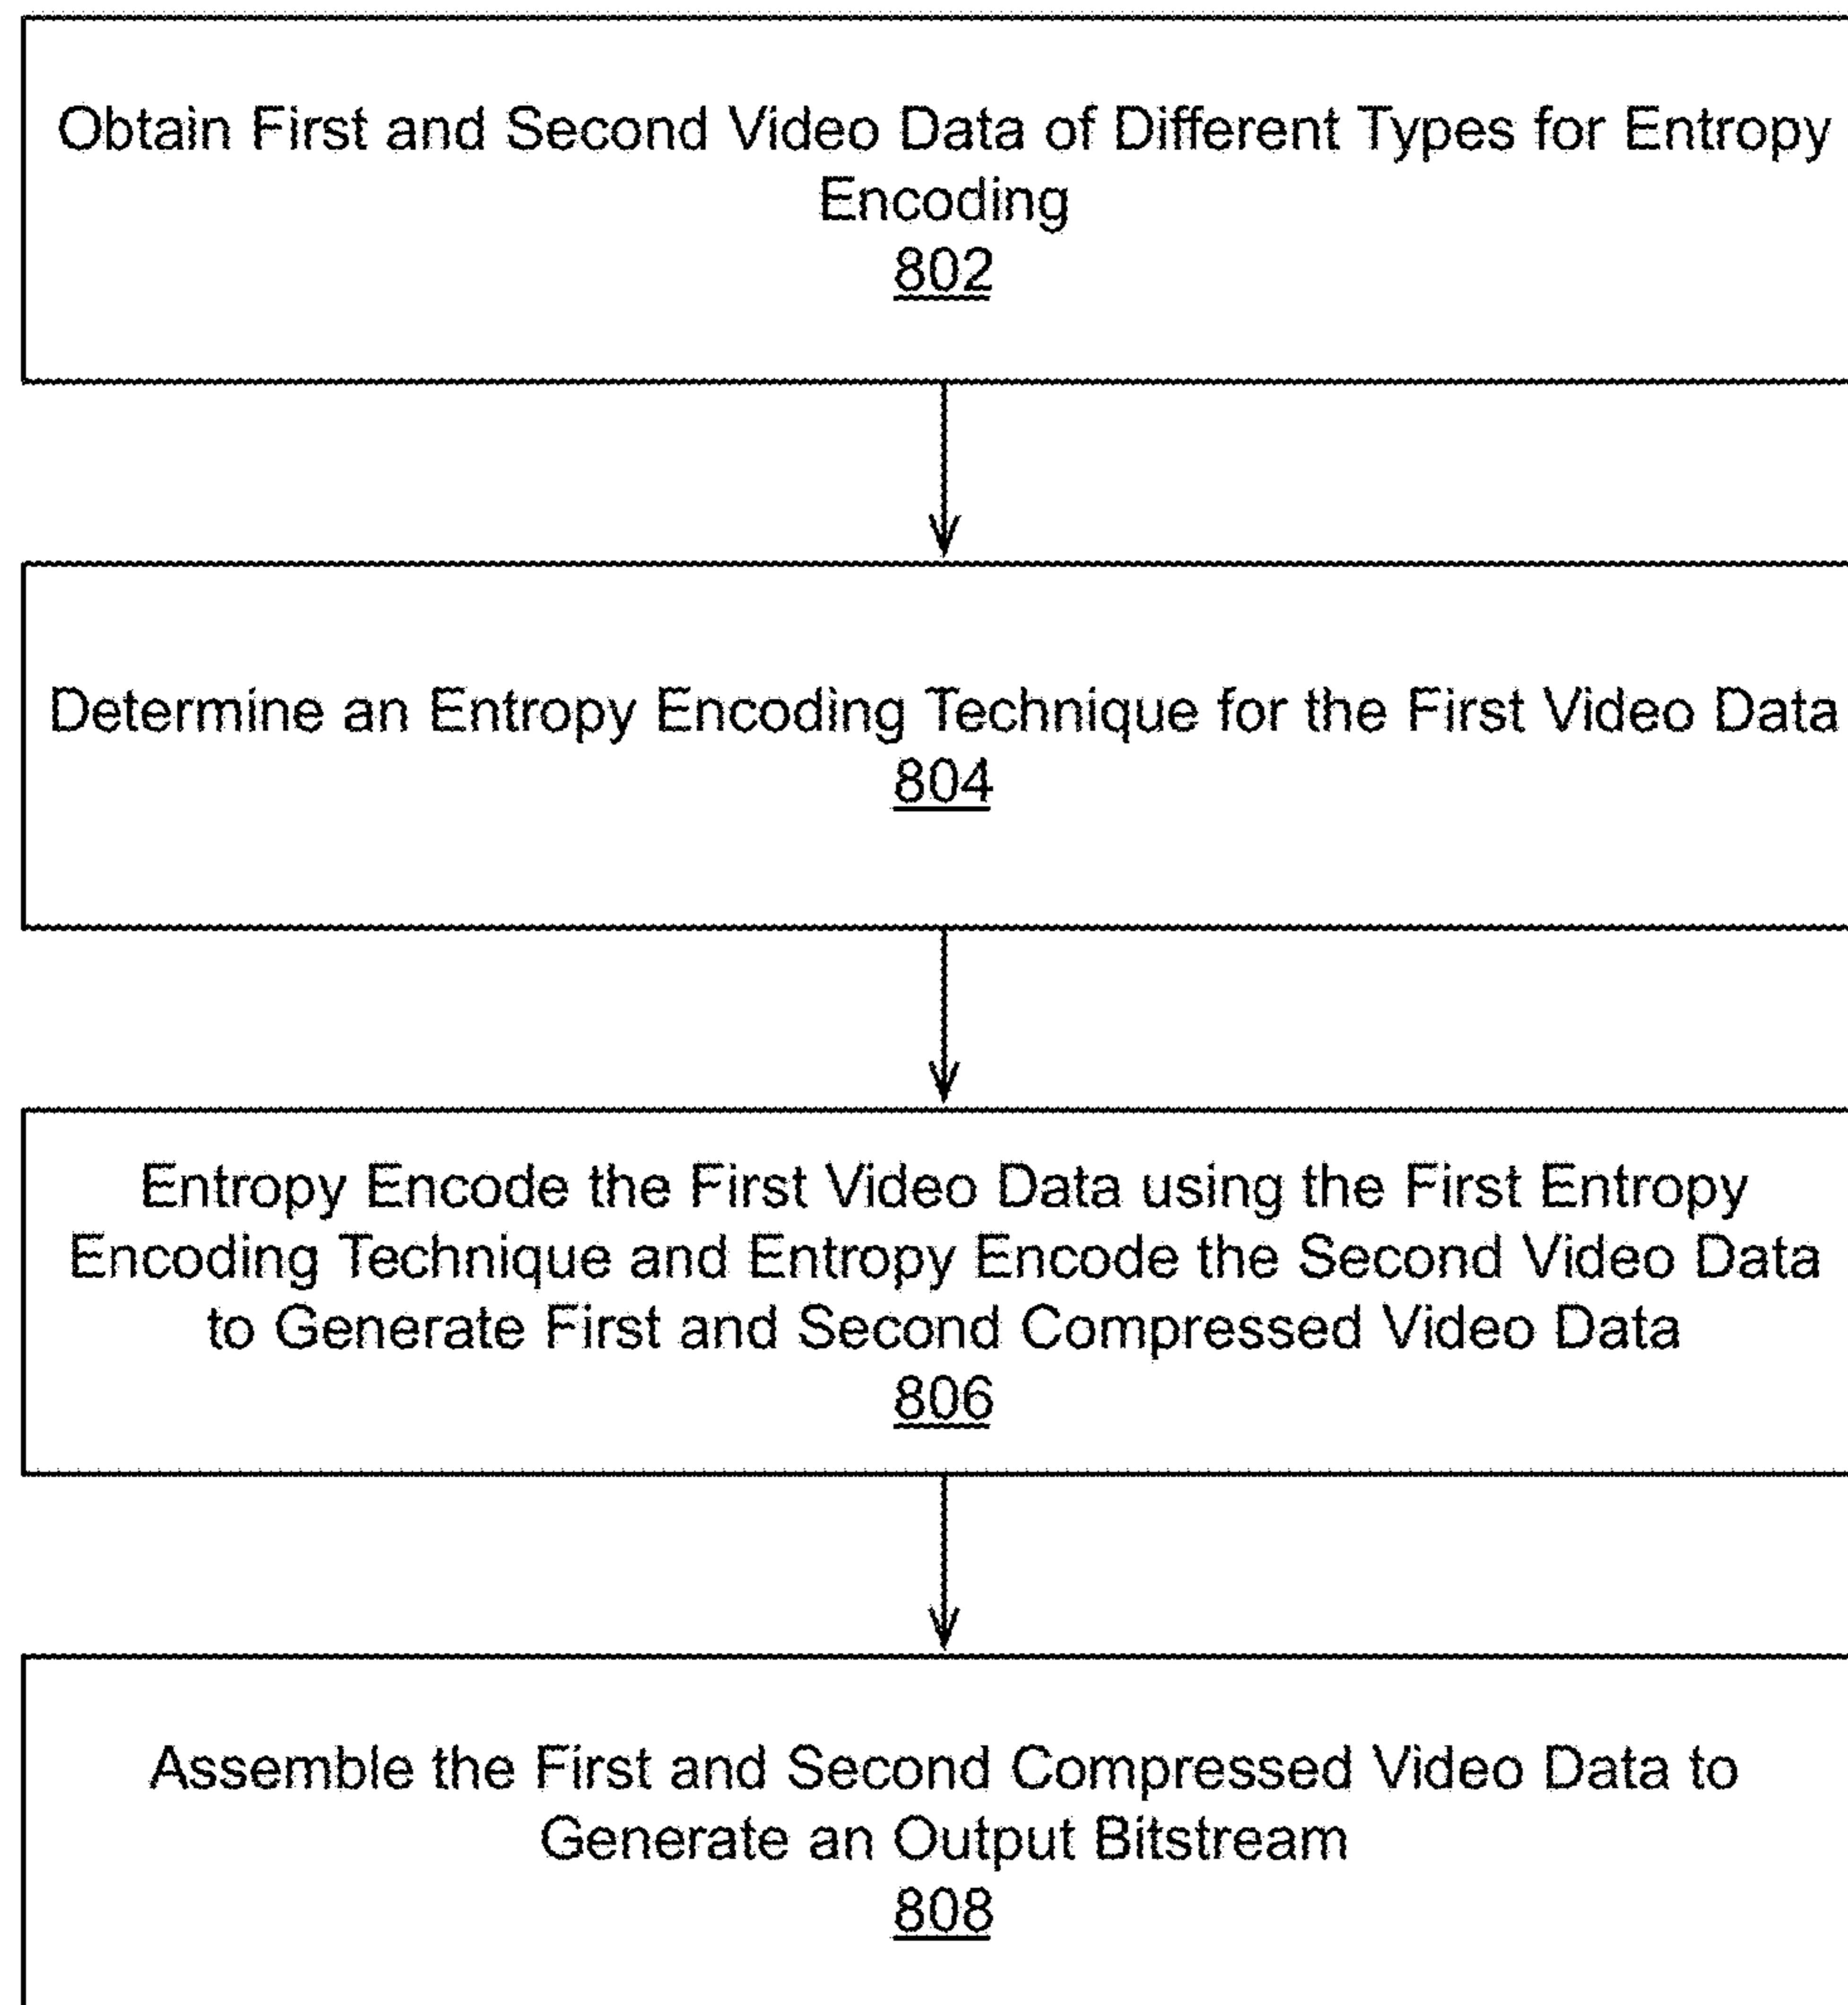 Obtain First and Second Video Data of Different Types for Entropy
Encoding
802
Determine an Entropy Encoding Technique for the First Video Data
804
Entropy Encode the First Video Data using the First Entropy
Encoding Technique and Entropy Encode the Second Video Data
to Generate First and Second Compressed Video Data
806
Assemble the First and Second Compressed Video Data to
Generate an Output Bitstream
808